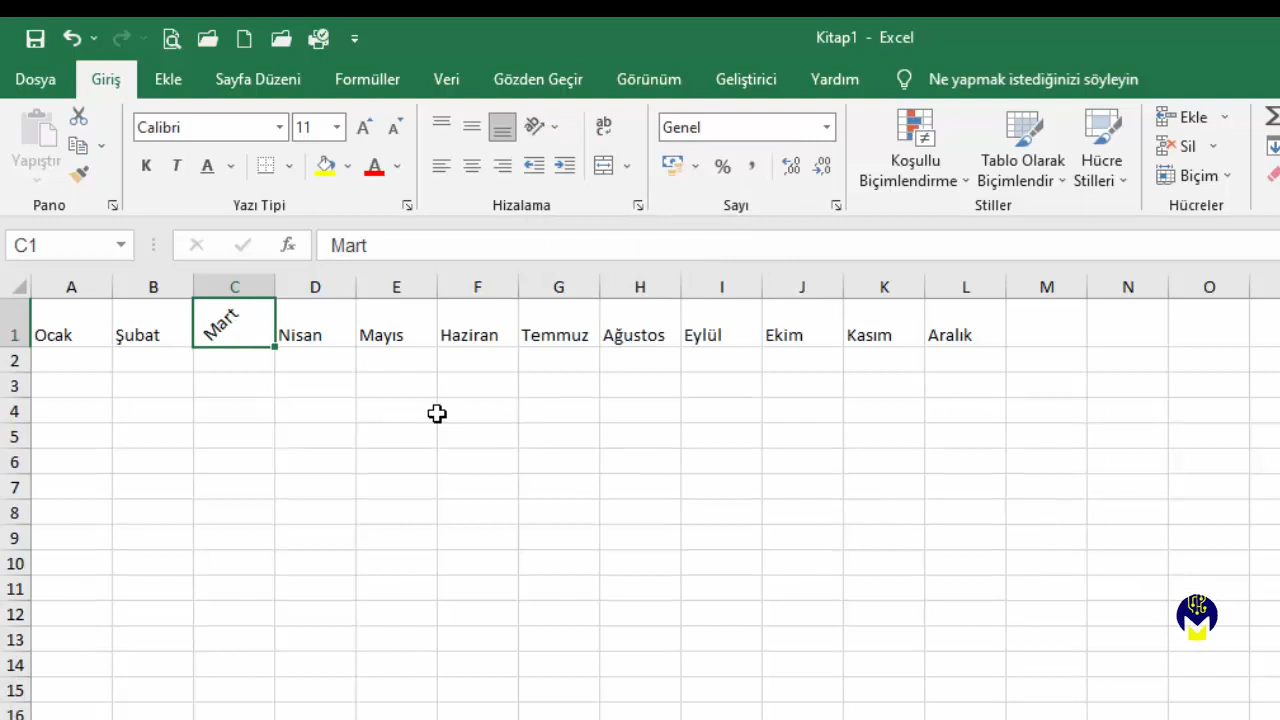 Kitap1 - Excel
Dosya Giriş Ekle Sayfa Düzeni Formüller Veri Gözden Geçir Görünüm Geliştirici Yardım Ne yapmak istediğinizi söyleyin
Calibri 11 ab c Genel Ekle
Yapıştır K T A A % Koşullu Biçimlendirme Tablo Olarak Biçimlendir Hücre Stilleri Sil
Biçim
Pano Yazı Tipi Hizalama Sayı Stiller Hücreler
C1 fx Mart
A B C D E F G H I J K L M N O
1 Ocak Şubat Mart Nisan Mayıs Haziran Temmuz Ağustos Eylül Ekim Kasım Aralık
2
3
4
5
6
7
8
9
10
11
12
13
14
15
16